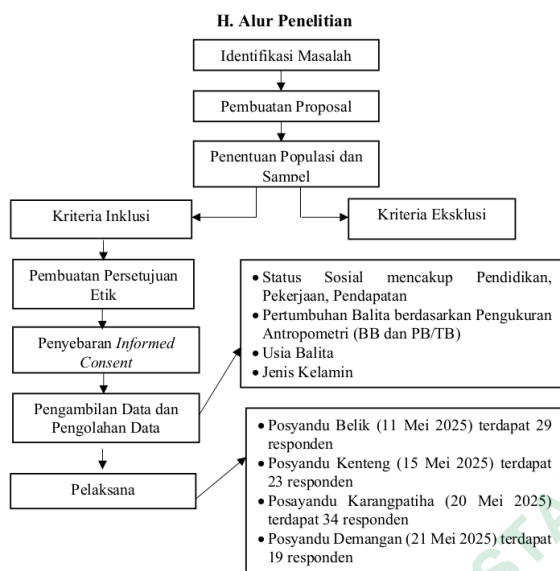 H. Alur Penelitian
Identifikasi Masalah
Pembuatan Proposal
Penentuan Populasi dan
Sampel
Kriteria Inklusi
Kriteria Eksklusi
Pembuatan Persetujuan
Etik
• Status Sosial mencakup Pendidikan,
Pekerjaan, Pendapatan
• Pertumbuhan Balita berdasarkan Pengukuran
Antropometri (BB dan PB/TB)
• Usia Balita
• Jenis Kelamin
Penyebaran Informed
Consent
Pengambilan Data dan
Pengolahan Data
Pelaksana
• Posyandu Belik (11 Mei 2025) terdapat 29
responden
• Posyandu Kenteng (15 Mei 2025) terdapat
23 responden
• Posayandu Karangpatiha (20 Mei 2025)
terdapat 34 responden
• Posyandu Demangan (21 Mei 2025) terdapat
19 responden
STA